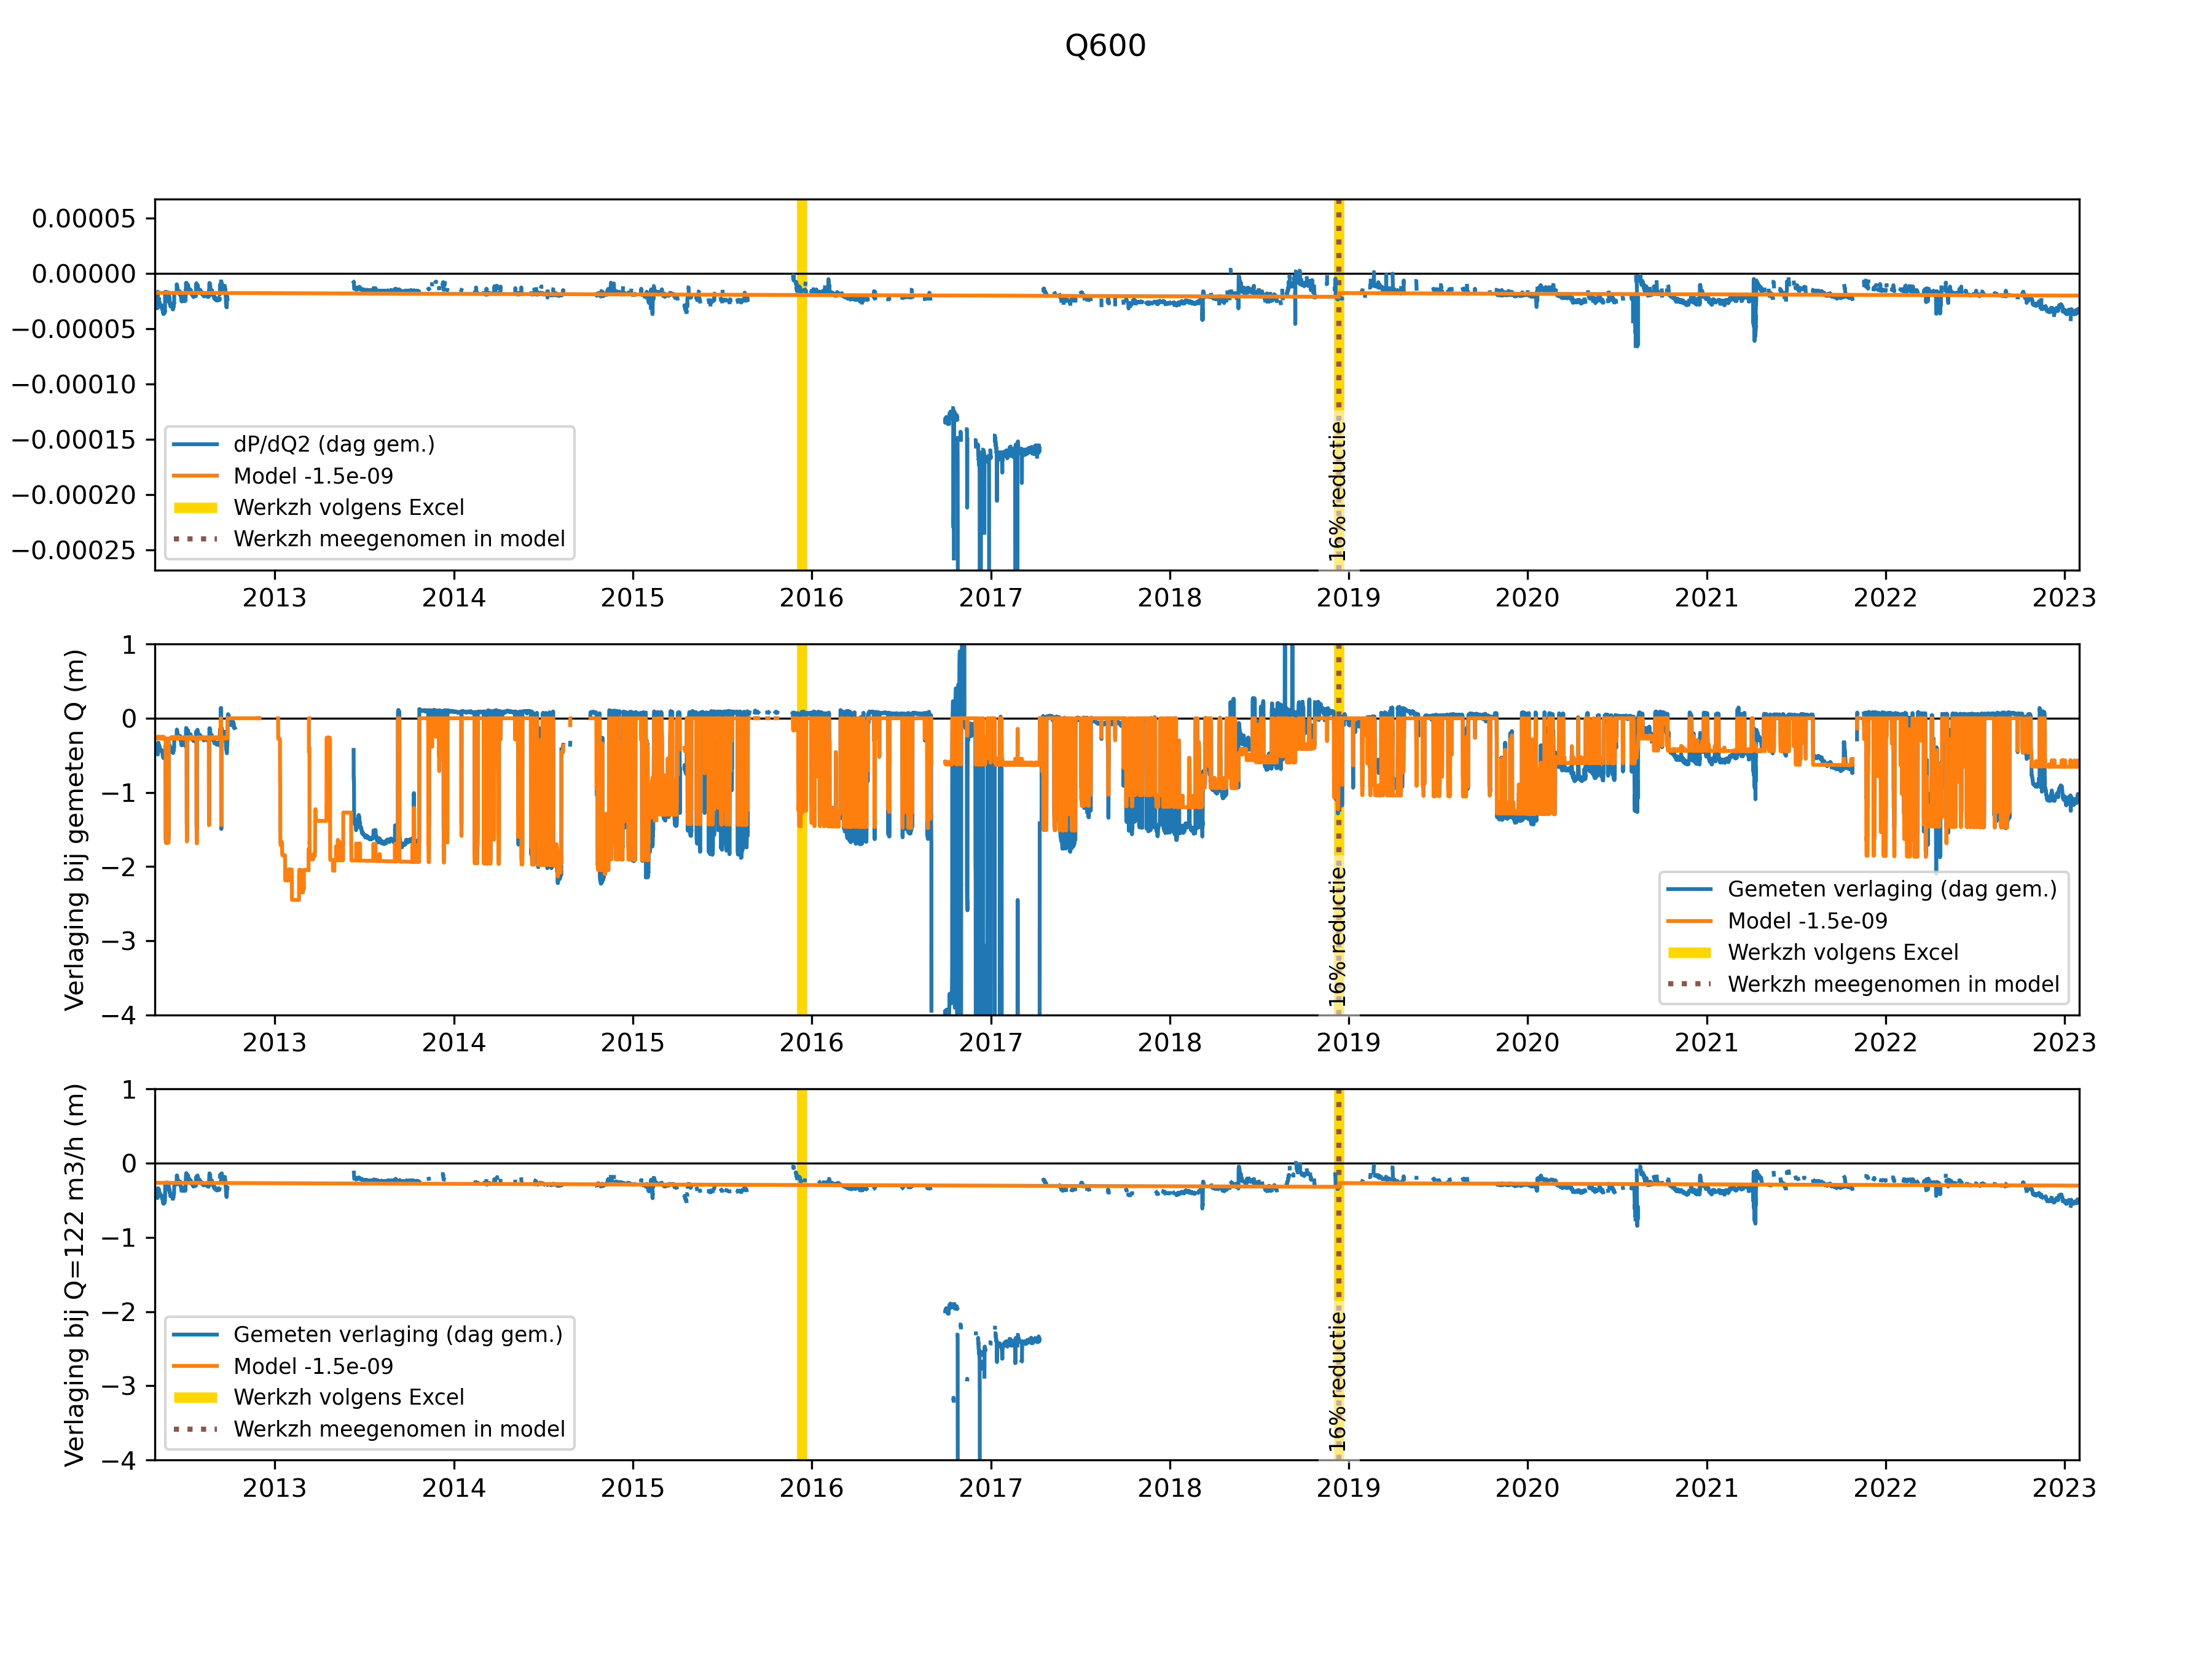 Q600
0.00005
0.00000
−0.00005
−0.00010
−0.00015
−0.00020
−0.00025
dP/dQ2 (dag gem.)
Model -1.5e-09
Werkzh volgens Excel
Werkzh meegenomen in model
16% reductie
2013 2014 2015 2016 2017 2018 2019 2020 2021 2022 2023
Verlaging bij gemeten Q (m)
1
0
−1
−2
−3
−4
16% reductie
Gemeten verlaging (dag gem.)
Model -1.5e-09
Werkzh volgens Excel
Werkzh meegenomen in model
2013 2014 2015 2016 2017 2018 2019 2020 2021 2022 2023
Verlaging bij Q=122 m3/h (m)
1
0
−1
−2
−3
−4
Gemeten verlaging (dag gem.)
Model -1.5e-09
Werkzh volgens Excel
Werkzh meegenomen in model
16% reductie
2013 2014 2015 2016 2017 2018 2019 2020 2021 2022 2023